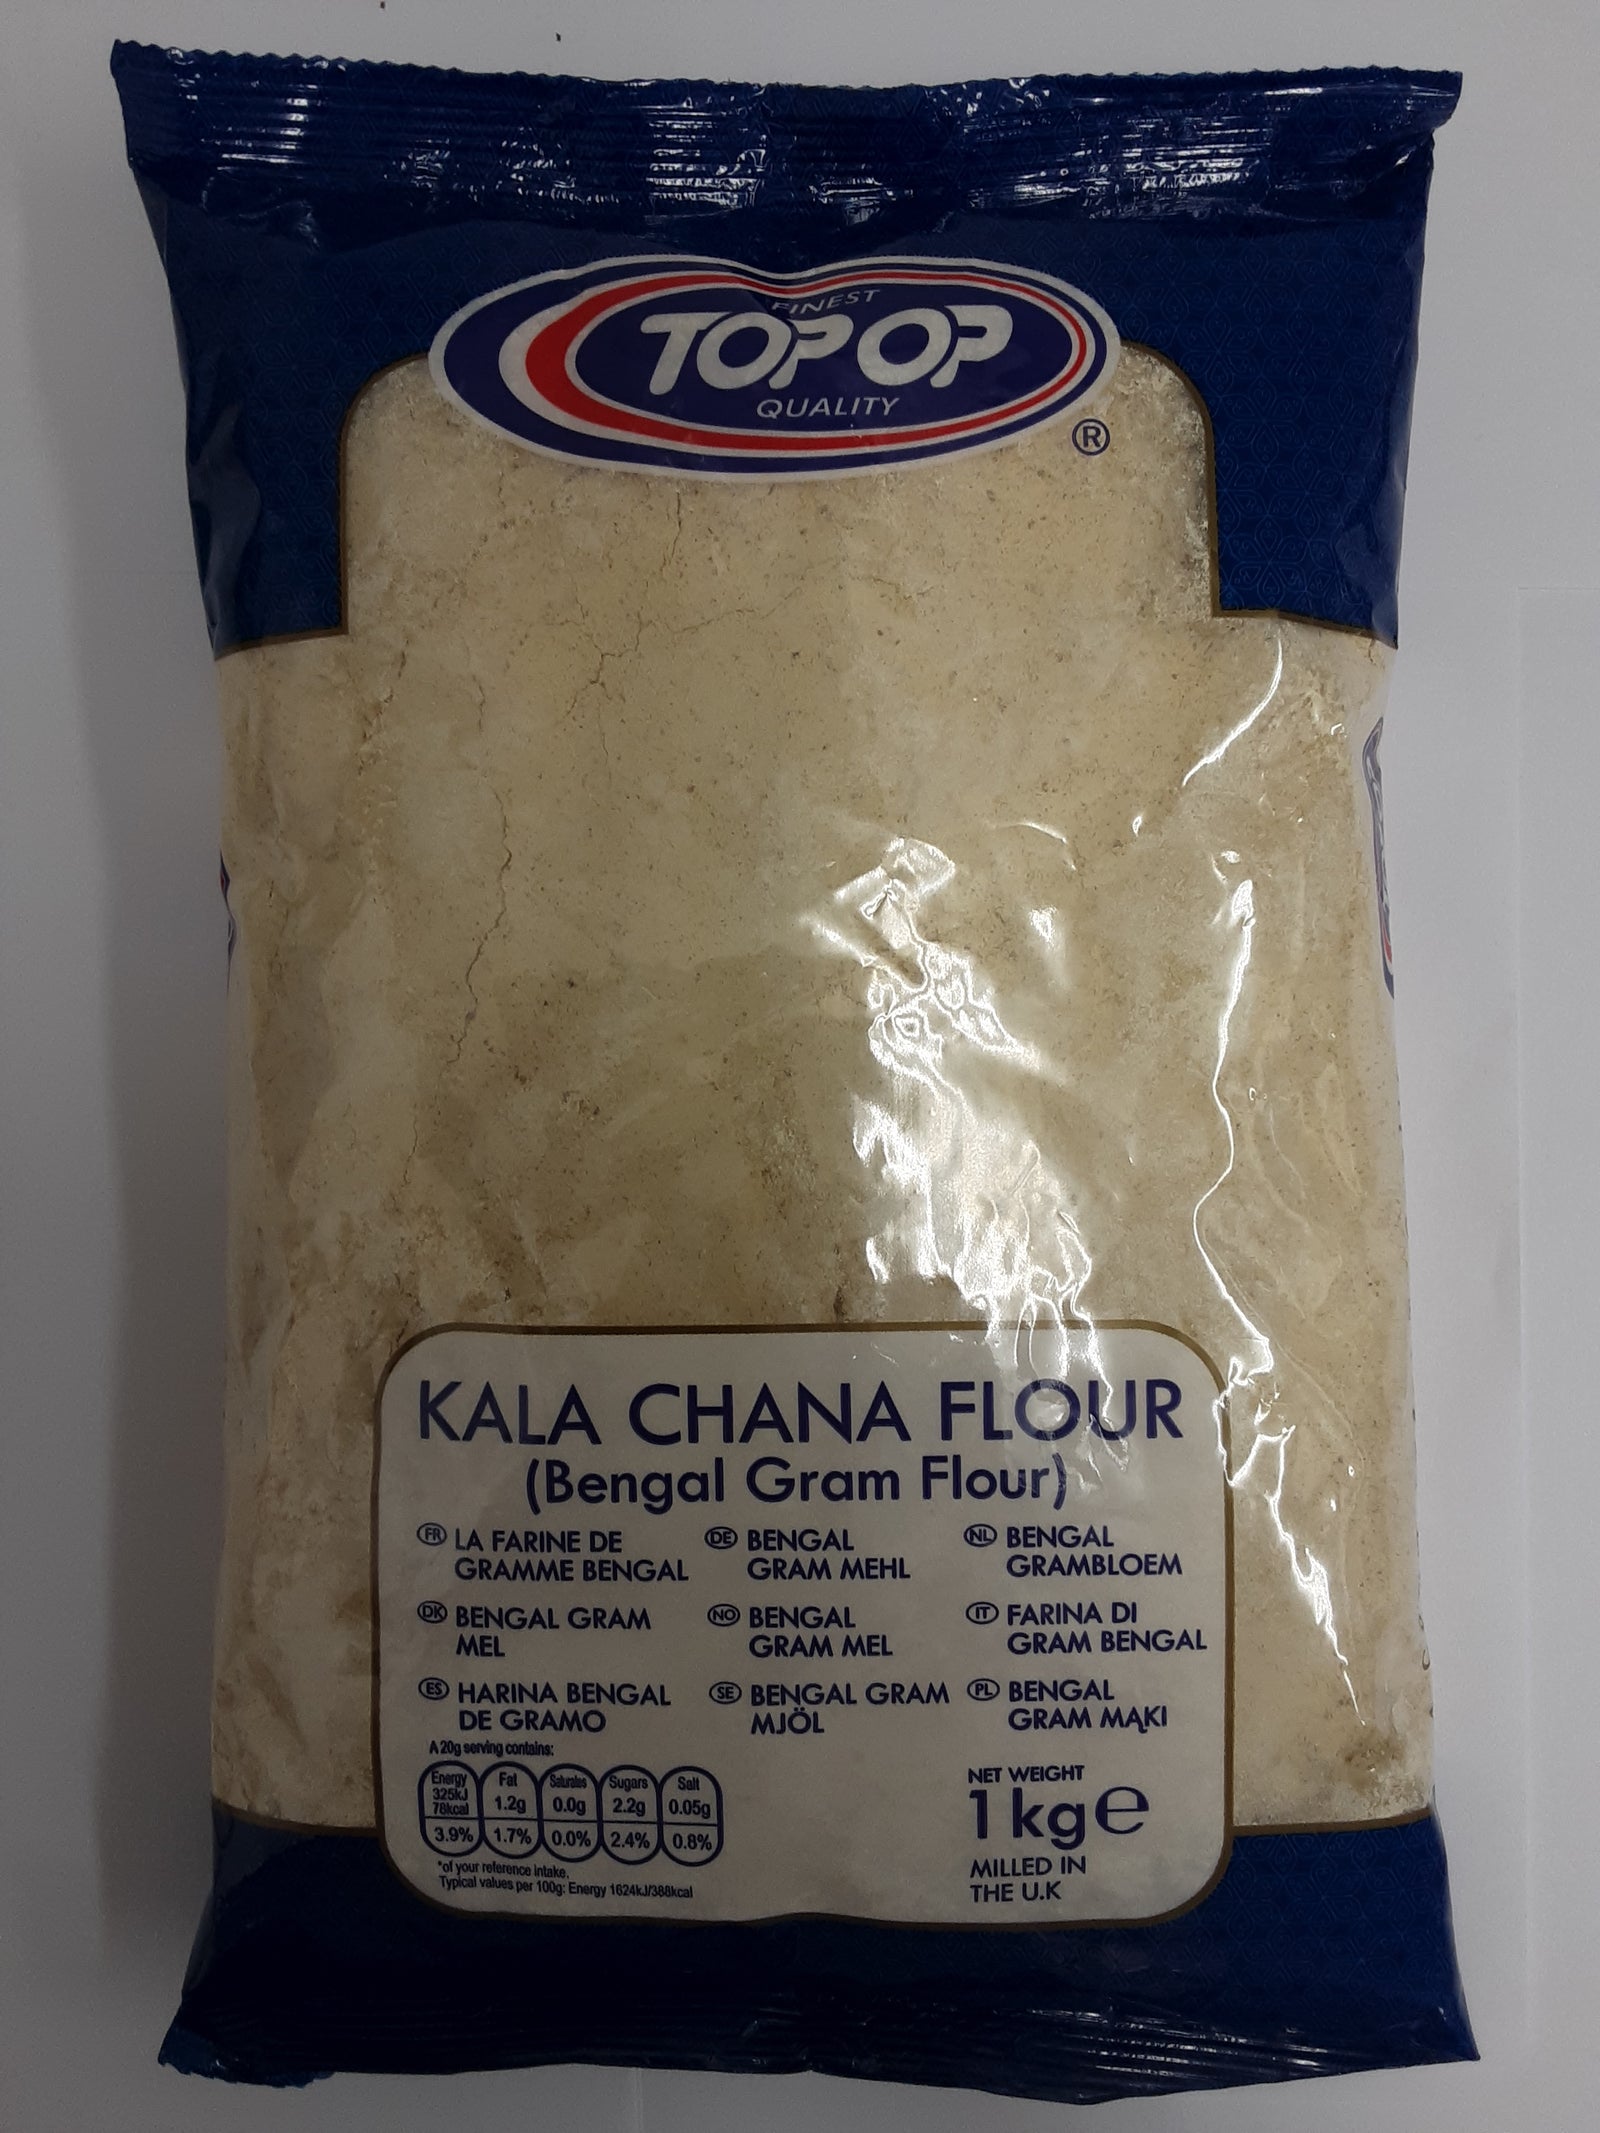 FINEST
TOPOP
QUALITY
®
KALA CHANA FLOUR
(Bengal Gram Flour)
FR LA FARINE DE
GRAMME BENGAL
DE BENGAL
GRAM MEHL
NL BENGAL
GRAMBLOEM
DK BENGAL GRAM
MEL
NO BENGAL
GRAM MEL
IT FARINA DI
GRAM BENGAL
ES HARINA BENGAL
DE GRAMO
SE BENGAL GRAM
MJÖL
PL BENGAL
GRAM MĄKI
A 20g serving contains:
Energy Fat Saturates Sugars Salt
325kJ
78kcal 1.2g 0.0g 2.2g 0.05g
3.9% 1.7% 0.0% 2.4% 0.8%
*of your reference intake.
Typical values per 100g: Energy 1624kJ/388kcal
NET WEIGHT
1kg e
MILLED IN
THE U.K